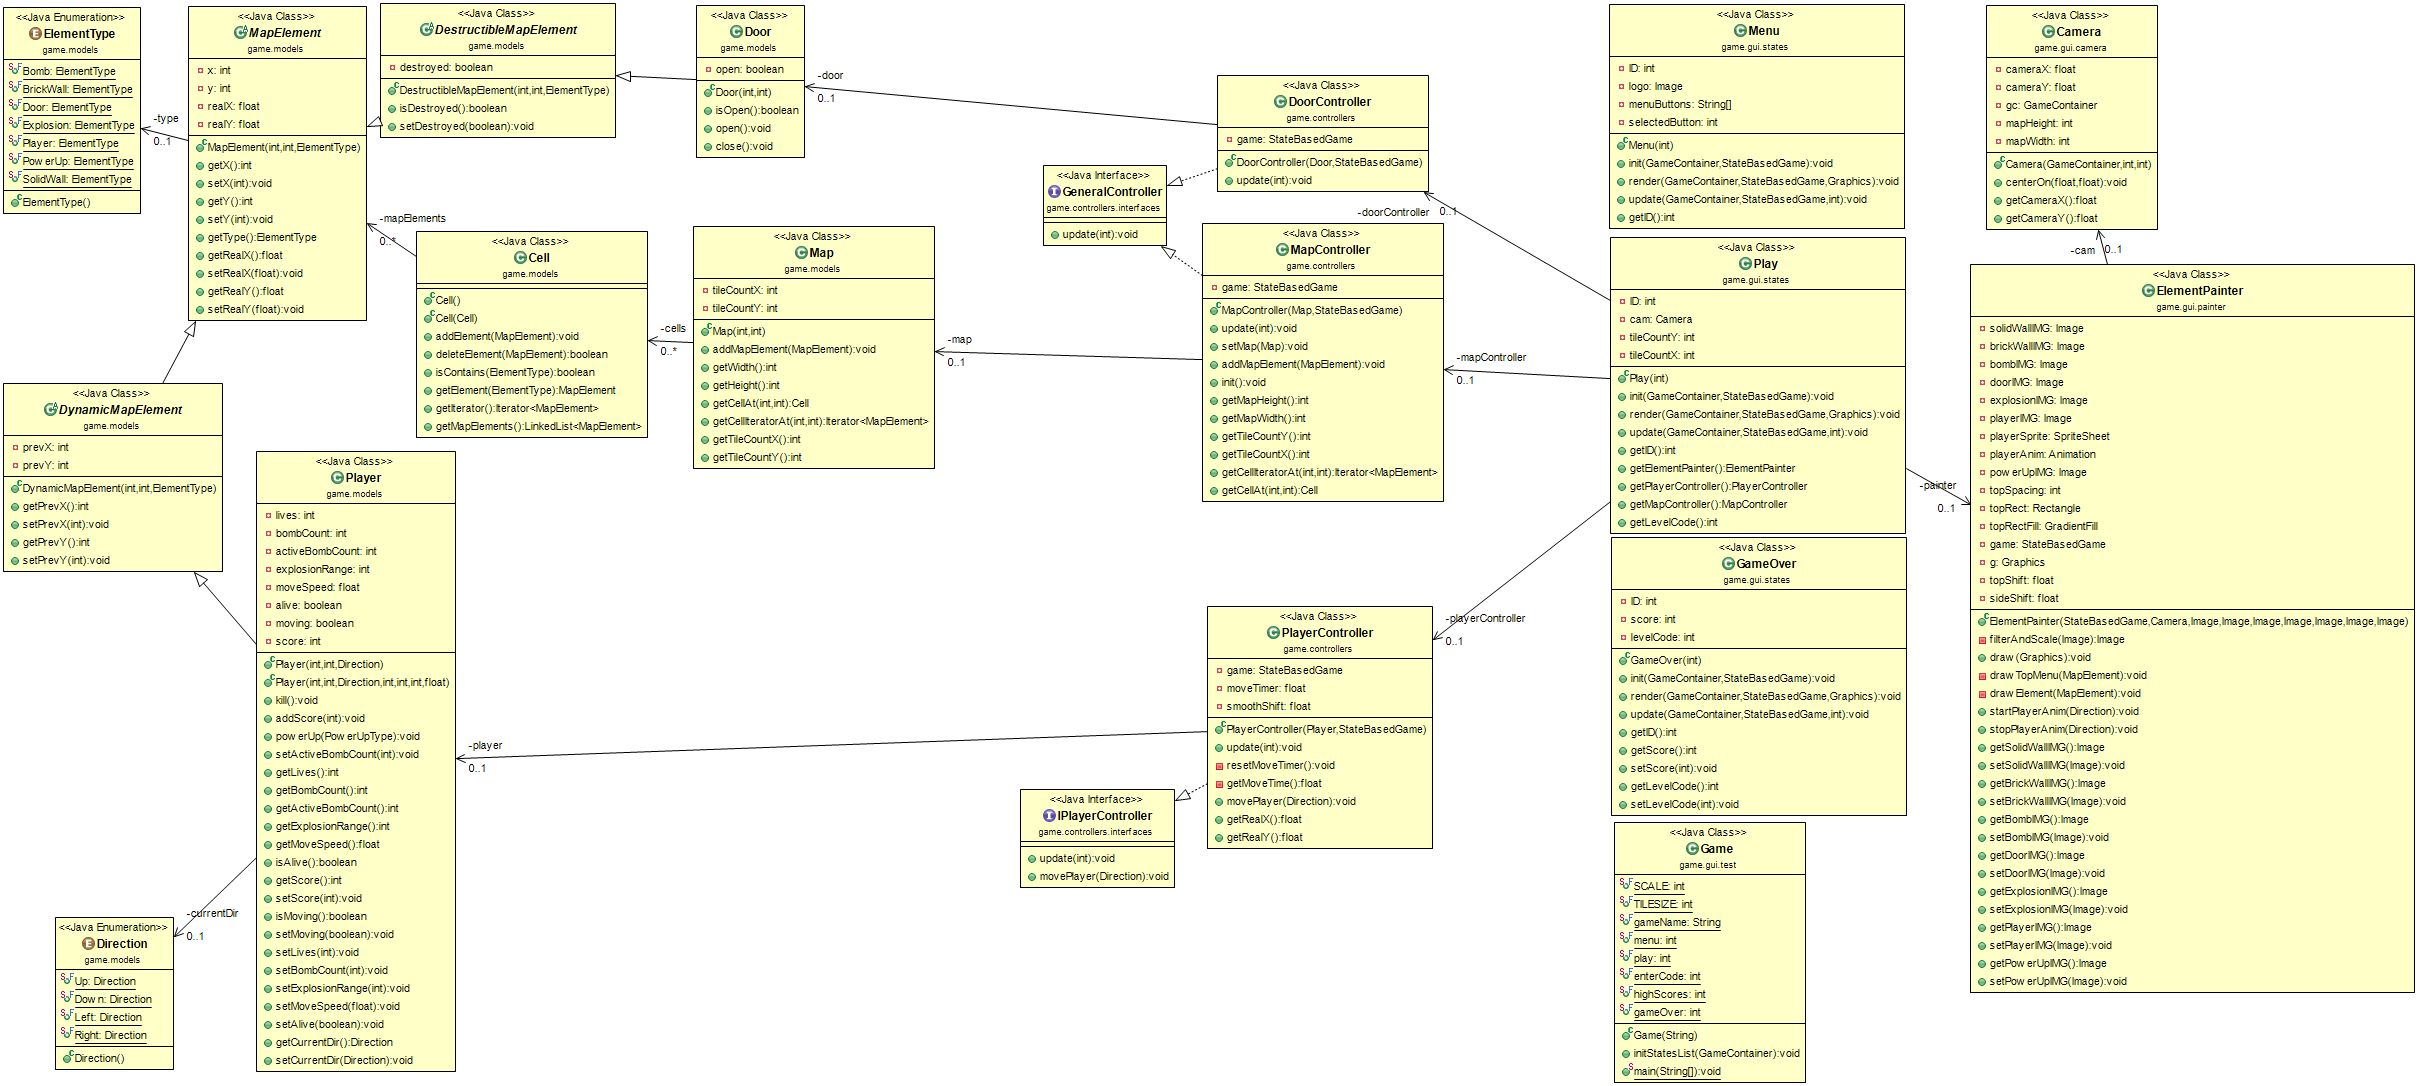 <<Java Enumeration>>
ElementType
game.models
Bomb: ElementType
BrickWall: ElementType
Door: ElementType
Explosion: ElementType
Player: ElementType
PowerUp: ElementType
SolidWall: ElementType
ElementType()
-type
0..1
<<Java Class>>
MapElement
game.models
x: int
y: int
realX: float
realY: float
MapElement(int,int,ElementType)
getX():int
setX(int):void
getY():int
setY(int):void
getType():ElementType
getRealX():float
setRealX(float):void
getRealY():float
setRealY(float):void
<<Java Class>>
DestructibleMapElement
game.models
destroyed: boolean
DestructibleMapElement(int,int,ElementType)
isDestroyed():boolean
setDestroyed(boolean):void
<<Java Class>>
Door
game.models
open: boolean
Door(int,int)
isOpen():boolean
open():void
close():void
-door
0..1
<<Java Class>>
DoorController
game.controllers
game: StateBasedGame
DoorController(Door,StateBasedGame)
update(int):void
<<Java Interface>>
GeneralController
game.controllers.interfaces
update(int):void
-doorController
0..1
<<Java Class>>
Menu
game.gui.states
ID: int
logo: Image
menuButtons: String[]
selectedButton: int
Menu(int)
init(GameContainer,StateBasedGame):void
render(GameContainer,StateBasedGame,Graphics):void
update(GameContainer,StateBasedGame,int):void
getID():int
<<Java Class>>
Camera
game.gui.camera
cameraX: float
cameraY: float
gc: GameContainer
mapHeight: int
mapWidth: int
Camera(GameContainer,int,int)
centerOn(float,float):void
getCameraX():float
getCameraY():float
-cam
0..1
-mapElements
0..*
<<Java Class>>
Cell
game.models
Cell()
Cell(Cell)
addElement(MapElement):void
deleteElement(MapElement):boolean
isContains(ElementType):boolean
getElement(ElementType):MapElement
getIterator():Iterator<MapElement>
getMapElements():LinkedList<MapElement>
-cells
0..*
<<Java Class>>
Map
game.models
tileCountX: int
tileCountY: int
Map(int,int)
addMapElement(MapElement):void
getWidth():int
getHeight():int
getCellAt(int,int):Cell
getCellIteratorAt(int,int):Iterator<MapElement>
getTileCountX():int
getTileCountY():int
-map
0..1
<<Java Class>>
MapController
game.controllers
game: StateBasedGame
MapController(Map,StateBasedGame)
update(int):void
setMap(Map):void
addMapElement(MapElement):void
init():void
getMapHeight():int
getMapWidth():int
getTileCountY():int
getTileCountX():int
getCellIteratorAt(int,int):Iterator<MapElement>
getCellAt(int,int):Cell
-mapController
0..1
<<Java Class>>
Play
game.gui.states
ID: int
cam: Camera
tileCountY: int
tileCountX: int
Play(int)
init(GameContainer,StateBasedGame):void
render(GameContainer,StateBasedGame,Graphics):void
update(GameContainer,StateBasedGame,int):void
getID():int
getElementPainter():ElementPainter
getPlayerController():PlayerController
getMapController():MapController
getLevelCode():int
-painter
0..1
<<Java Class>>
ElementPainter
game.gui.painter
solidWallIMG: Image
brickWallIMG: Image
bombIMG: Image
doorIMG: Image
explosionIMG: Image
playerIMG: Image
playerSprite: SpriteSheet
playerAnim: Animation
powerUpIMG: Image
topSpacing: int
topRect: Rectangle
topRectFill: GradientFill
game: StateBasedGame
g: Graphics
topShift: float
sideShift: float
ElementPainter(StateBasedGame,Camera,Image,Image,Image,Image,Image,Image,Image)
filterAndScale(Image):Image
draw(Graphics):void
drawTopMenu(MapElement):void
drawElement(MapElement):void
startPlayerAnim(Direction):void
stopPlayerAnim(Direction):void
getSolidWallIMG():Image
setSolidWallIMG(Image):void
getBrickWallIMG():Image
setBrickWallIMG(Image):void
getBombIMG():Image
setBombIMG(Image):void
getDoorIMG():Image
setDoorIMG(Image):void
getExplosionIMG():Image
setExplosionIMG(Image):void
getPlayerIMG():Image
setPlayerIMG(Image):void
getPowerUpIMG():Image
setPowerUpIMG(Image):void
<<Java Class>>
DynamicMapElement
game.models
prevX: int
prevY: int
DynamicMapElement(int,int,ElementType)
getPrevX():int
setPrevX(int):void
getPrevY():int
setPrevY(int):void
<<Java Class>>
Player
game.models
lives: int
bombCount: int
activeBombCount: int
explosionRange: int
moveSpeed: float
alive: boolean
moving: boolean
score: int
Player(int,int,Direction)
Player(int,int,Direction,int,int,int,float)
kill():void
addScore(int):void
powerUp(PowerUpType):void
setActiveBombCount(int):void
getLives():int
getBombCount():int
getActiveBombCount():int
getExplosionRange():int
getMoveSpeed():float
isAlive():boolean
getScore():int
setScore(int):void
isMoving():boolean
setMoving(boolean):void
setLives(int):void
setBombCount(int):void
setExplosionRange(int):void
setMoveSpeed(float):void
setAlive(boolean):void
getCurrentDir():Direction
setCurrentDir(Direction):void
-currentDir
0..1
<<Java Enumeration>>
Direction
game.models
Up: Direction
Down: Direction
Left: Direction
Right: Direction
Direction()
-player
0..1
<<Java Class>>
PlayerController
game.controllers
game: StateBasedGame
moveTimer: float
smoothShift: float
PlayerController(Player,StateBasedGame)
update(int):void
resetMoveTimer():void
getMoveTime():float
movePlayer(Direction):void
getRealX():float
getRealY():float
-playerController
0..1
<<Java Interface>>
IPlayerController
game.controllers.interfaces
update(int):void
movePlayer(Direction):void
<<Java Class>>
GameOver
game.gui.states
ID: int
score: int
levelCode: int
GameOver(int)
init(GameContainer,StateBasedGame):void
render(GameContainer,StateBasedGame,Graphics):void
update(GameContainer,StateBasedGame,int):void
getID():int
getScore():int
setScore(int):void
getLevelCode():int
setLevelCode(int):void
<<Java Class>>
Game
game.gui.test
SCALE: int
TILESIZE: int
gameName: String
menu: int
play: int
enterCode: int
highScores: int
gameOver: int
Game(String)
initStatesList(GameContainer):void
main(String[]):void